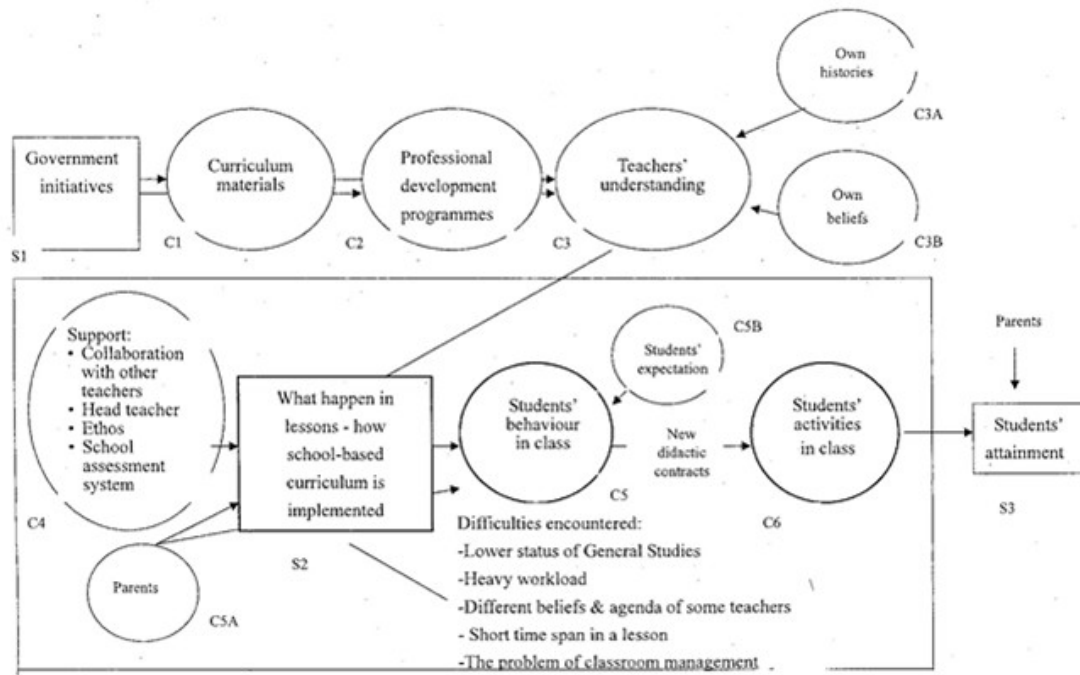 Own
histories
C3A
Government
initiatives
S1
Curriculum
materials
C1
Professional
development
programmes
C2
Teachers'
understanding
C3
Own
beliefs
C3B
Support:
• Collaboration
with other
teachers
• Head teacher
• Ethos
• School
assessment
system
C4
What happen in
lessons - how
school-based
curriculum is
implemented
S2
Parents
C5A
Students'
expectation
C5B
Students'
behaviour
in class
C5
New
didactic
contracts
Students'
activities
in class
C6
Parents
Students'
attainment
S3
Difficulties encountered:
-Lower status of General Studies
-Heavy workload
-Different beliefs & agenda of some teachers
- Short time span in a lesson
-The problem of classroom management